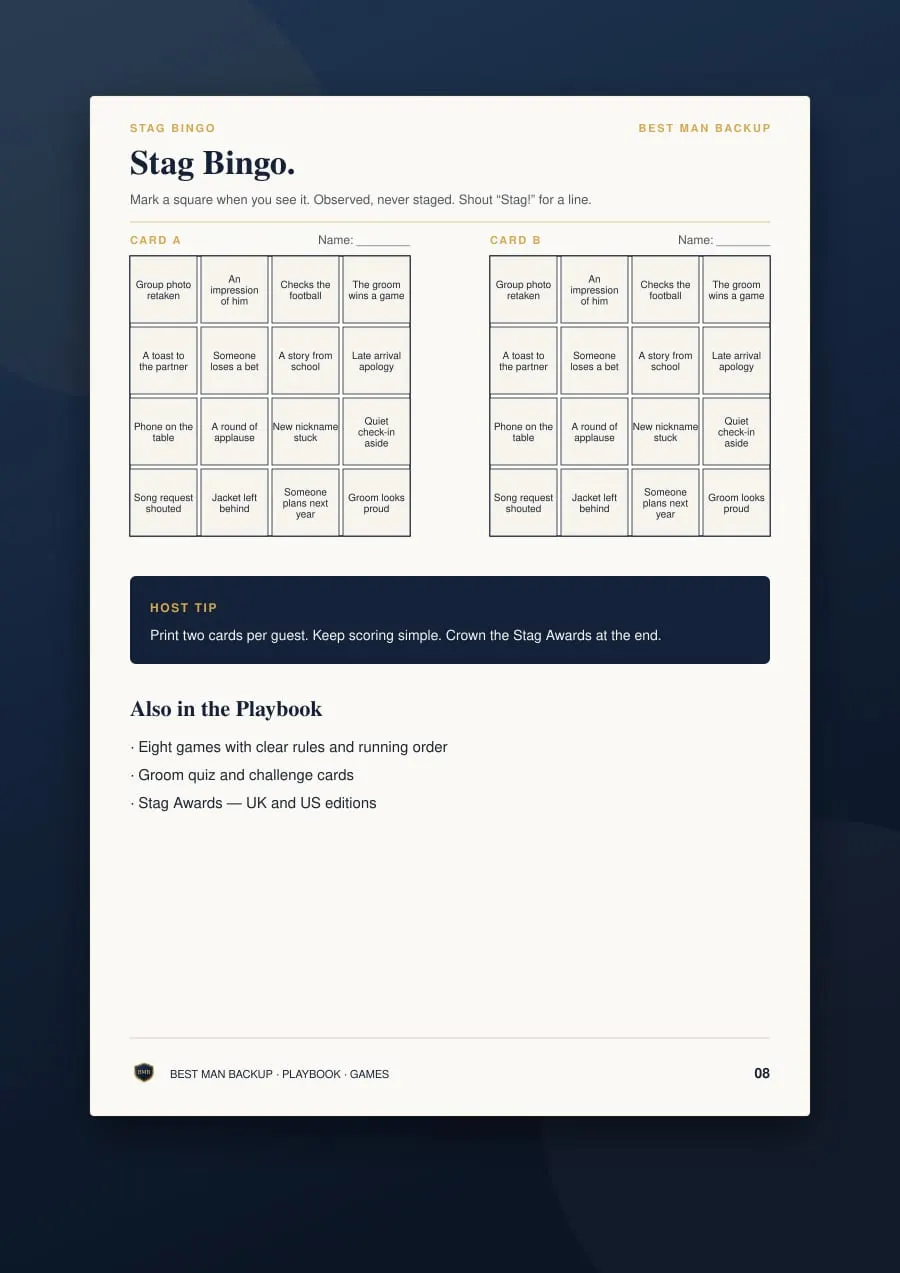 STAG BINGO
BEST MAN BACKUP
Stag Bingo.
Mark a square when you see it. Observed, never staged. Shout “Stag!” for a line.
CARD A
Name: ________
Group photo
retaken
An
impression
of him
Checks the
football
The groom
wins a game
A toast to
the partner
Someone
loses a bet
A story from
school
Late arrival
apology
Phone on the
table
A round of
applause
New nickname
stuck
Quiet
check-in
aside
Song request
shouted
Jacket left
behind
Someone
plans next
year
Groom looks
proud
CARD B
Name: ________
Group photo
retaken
An
impression
of him
Checks the
football
The groom
wins a game
A toast to
the partner
Someone
loses a bet
A story from
school
Late arrival
apology
Phone on the
table
A round of
applause
New nickname
stuck
Quiet
check-in
aside
Song request
shouted
Jacket left
behind
Someone
plans next
year
Groom looks
proud
HOST TIP
Print two cards per guest. Keep scoring simple. Crown the Stag Awards at the end.
Also in the Playbook
· Eight games with clear rules and running order
· Groom quiz and challenge cards
· Stag Awards — UK and US editions
BMB
BEST MAN BACKUP · PLAYBOOK · GAMES
08